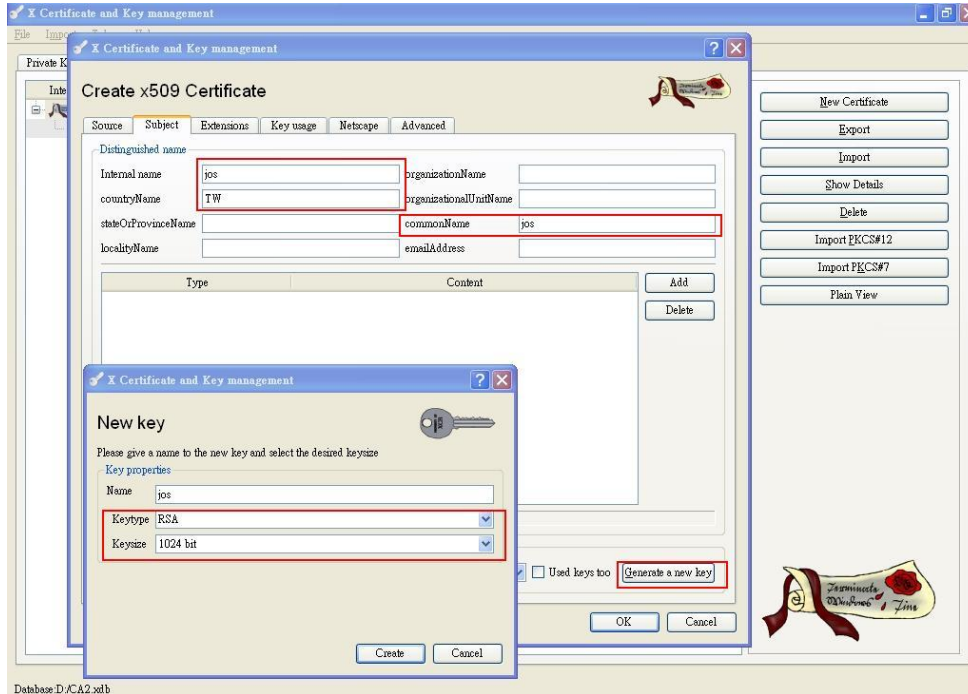 X Certificate and Key management
File Import
X Certificate and Key management
Private K
Create x509 Certificate
Inte
New Certificate
Export
Import
Show Details
Delete
Import PKCS#12
Import PKCS#7
Plain View
Source Subject Extensions Key usage Netscape Advanced
Distinguished name
Internal name jos organizationName
countryName TW organizationalUnitName
stateOrProvinceName commonName jos
localityName emailAddress
Type Content
Add
Delete
X Certificate and Key management
New key
Please give a name to the new key and select the desired keysize
Key properties
Name jos
Keytype RSA
Keysize 1024 bit
Create Cancel
Used keys too Generate a new key
OK Cancel
Database:D:/CA2.xdb